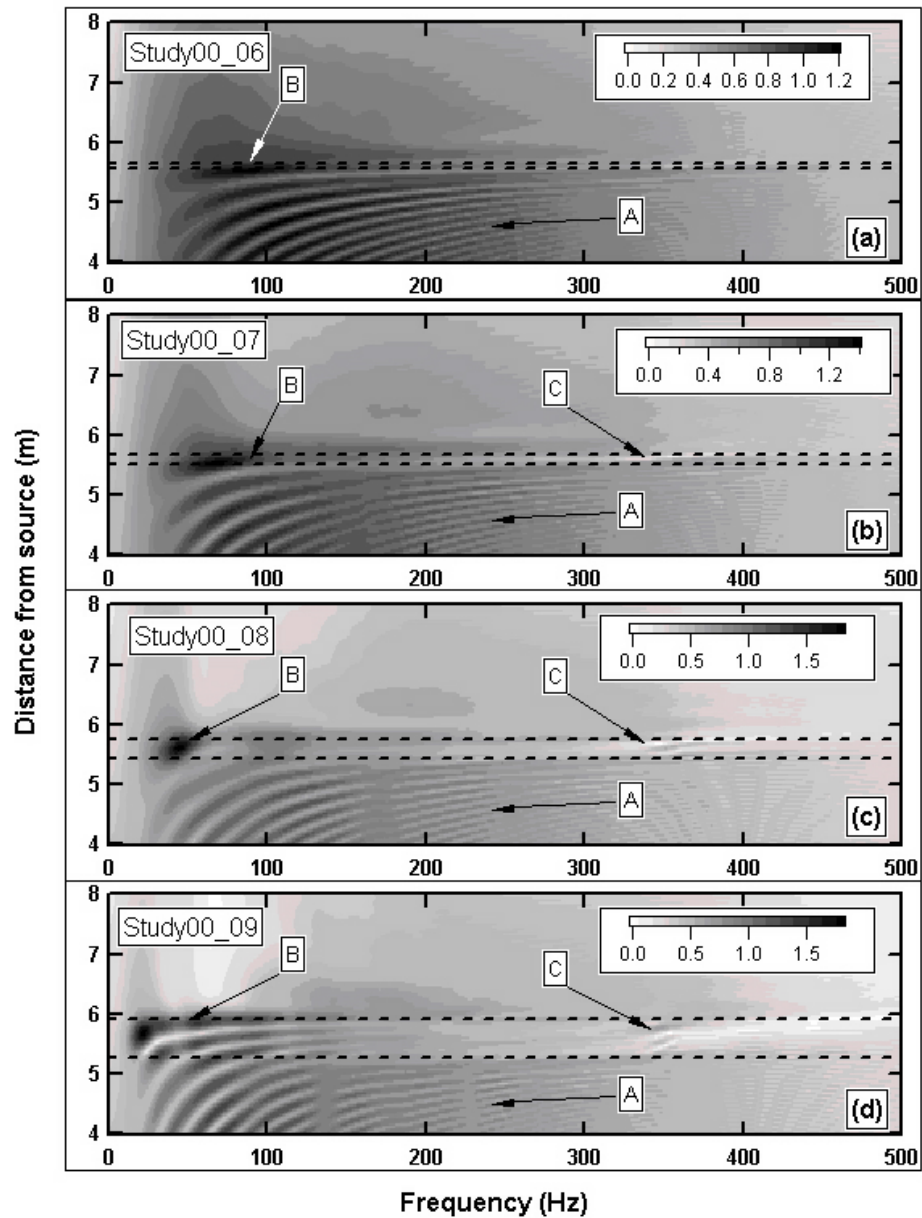 Distance from source (m)
8
7
6
5
4
Study00_06
0.0 0.2 0.4 0.6 0.8 1.0 1.2
B
A
(a)
0 100 200 300 400 500
8
7
6
5
4
Study00_07
0.0 0.4 0.8 1.2
B
C
A
(b)
0 100 200 300 400 500
8
7
6
5
4
Study00_08
0.0 0.5 1.0 1.5
B
C
A
(c)
0 100 200 300 400 500
8
7
6
5
4
Study00_09
0.0 0.5 1.0 1.5
B
C
A
(d)
0 100 200 300 400 500
Frequency (Hz)